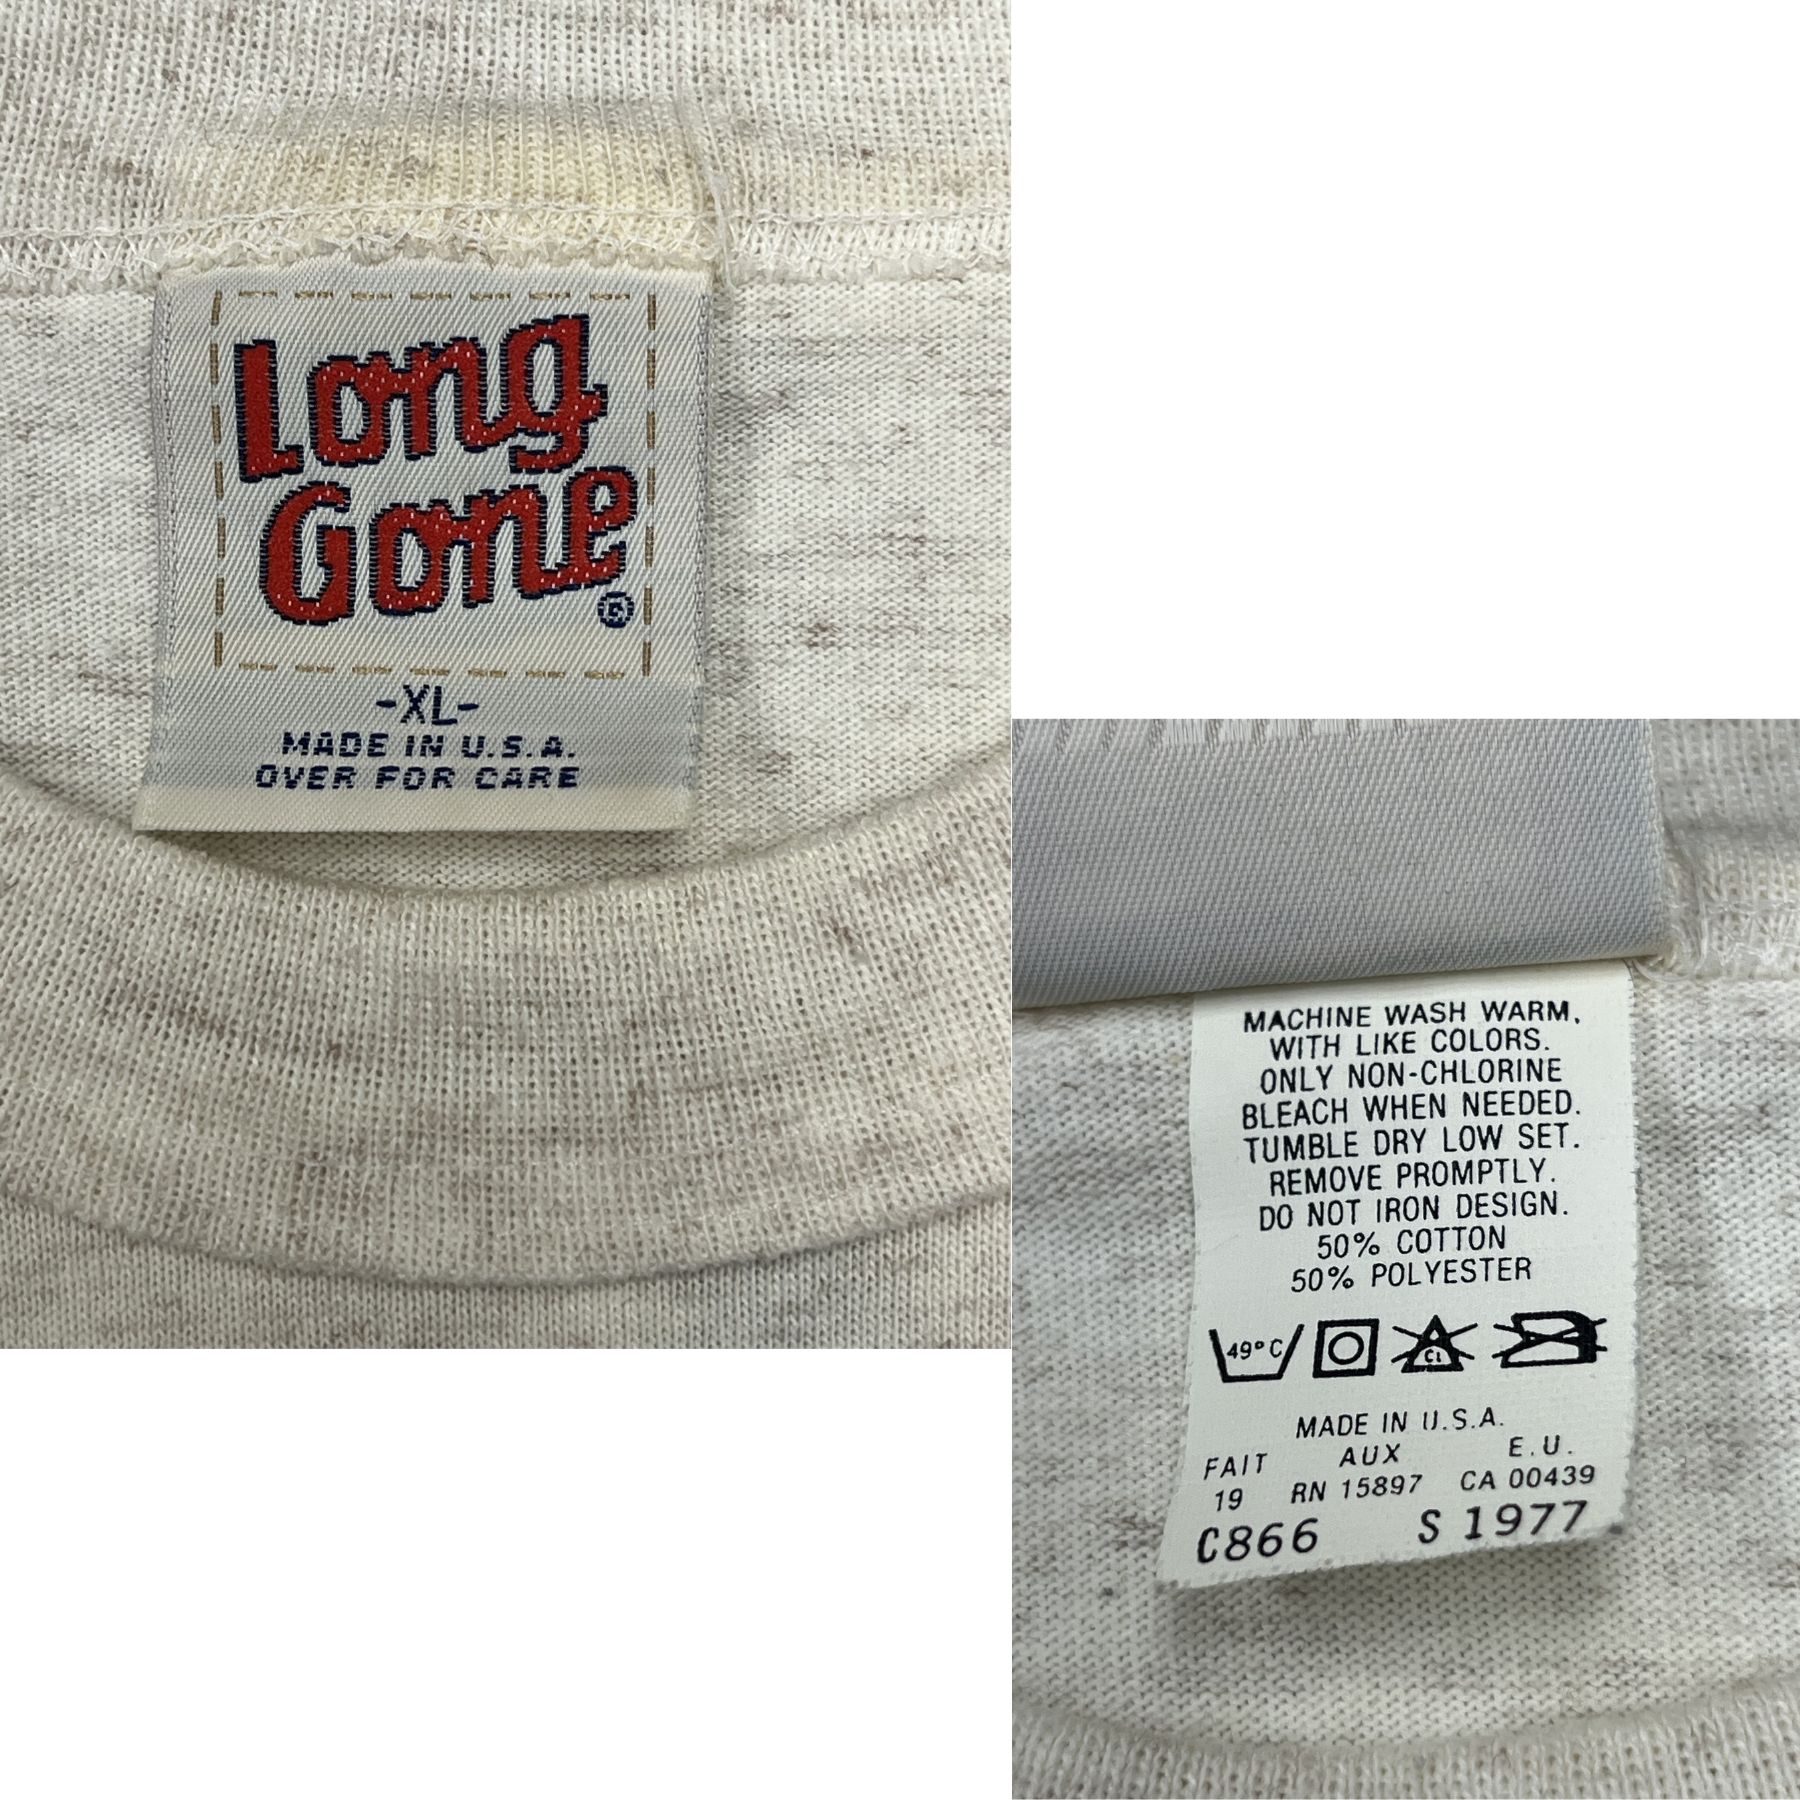 Long
Gone
®
-XL-
MADE IN U.S.A.
OVER FOR CARE
MACHINE WASH WARM,
WITH LIKE COLORS.
ONLY NON-CHLORINE
BLEACH WHEN NEEDED.
TUMBLE DRY LOW SET.
REMOVE PROMPTLY.
DO NOT IRON DESIGN.
50% COTTON
50% POLYESTER
49°C CL
MADE IN U.S.A.
FAIT AUX E.U.
19 RN 15897 CA 00439
C866 S 1977